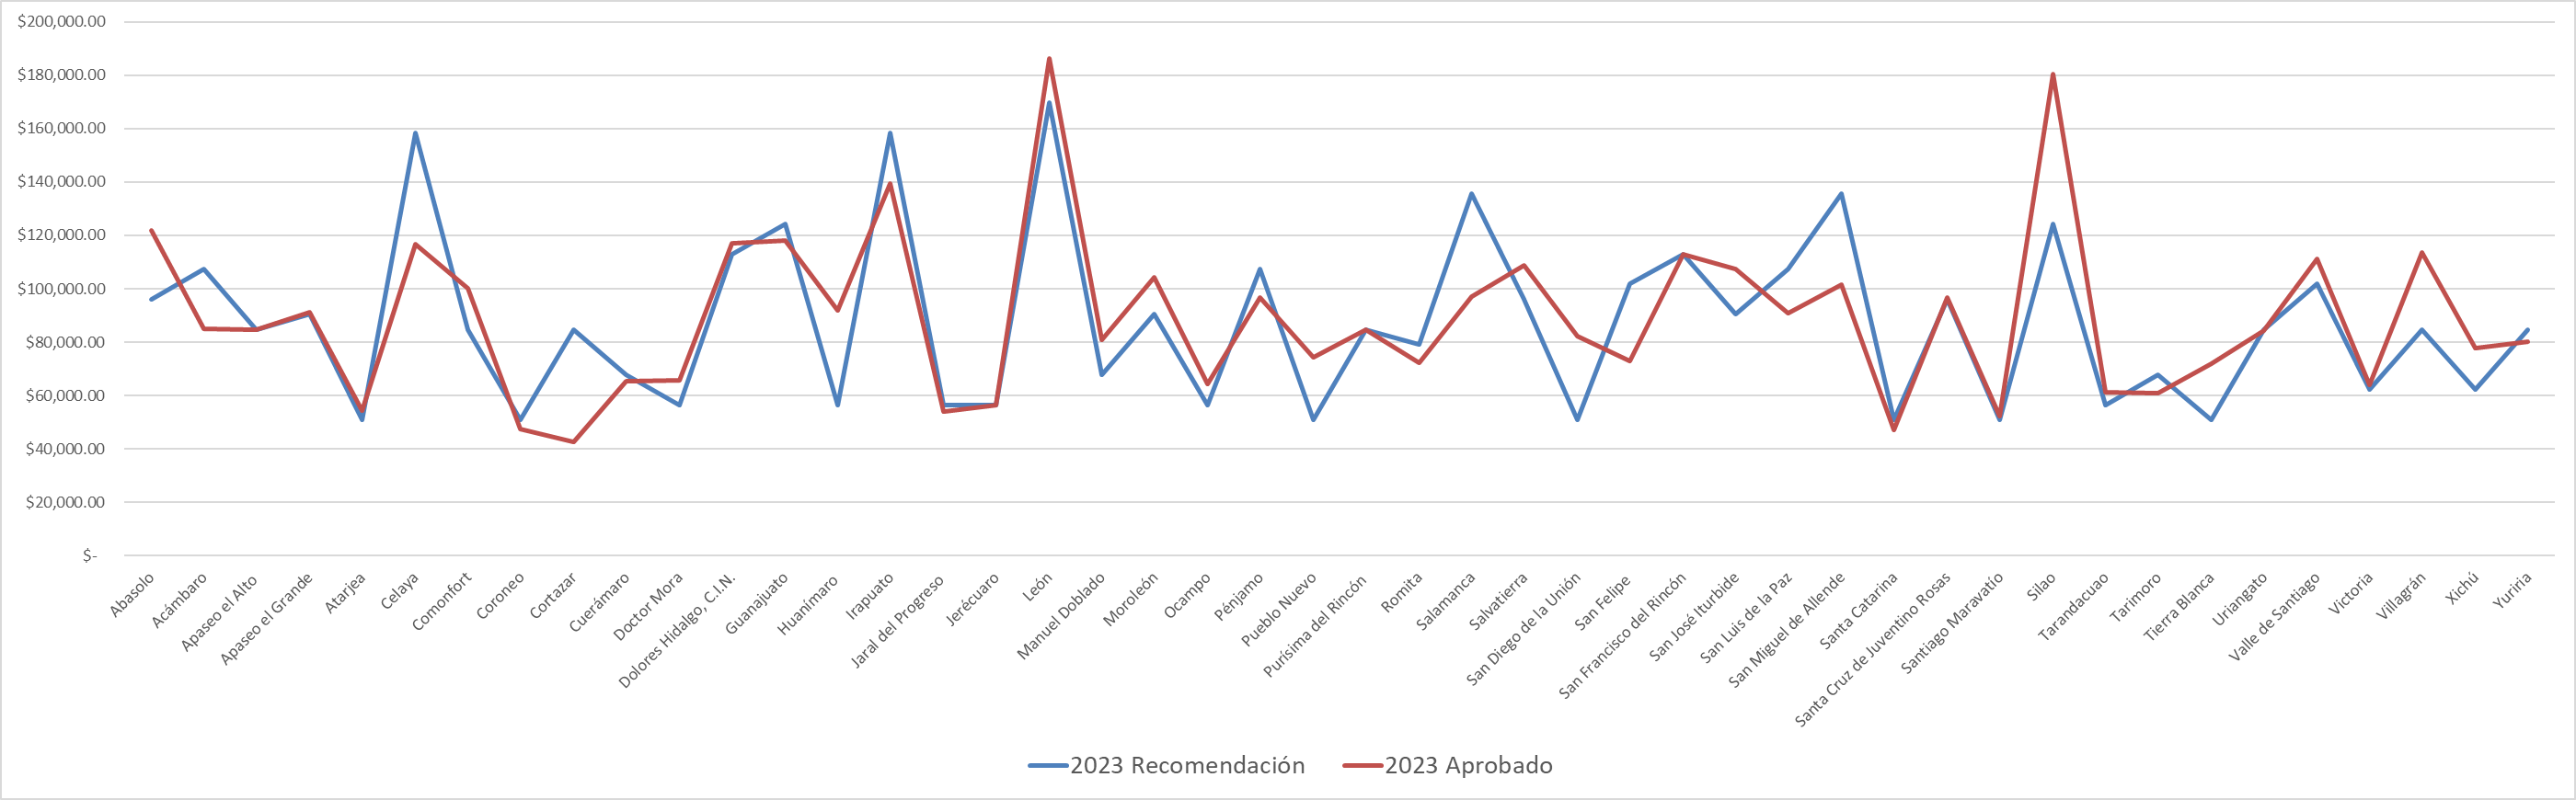 $200,000.00
$180,000.00
$160,000.00
$140,000.00
$120,000.00
$100,000.00
$80,000.00
$60,000.00
$40,000.00
$20,000.00
$-
Abasolo
Acámbaro
Apaseo el Alto
Apaseo el Grande
Atarjea
Celaya
Comonfort
Coroneo
Cortazar
Cuerámaro
Doctor Mora
Dolores Hidalgo, C.I.N.
Guanajuato
Huanímaro
Irapuato
Jaral del Progreso
Jerécuaro
León
Manuel Doblado
Moroleón
Ocampo
Pénjamo
Pueblo Nuevo
Purísima del Rincón
Romita
Salamanca
Salvatierra
San Diego de la Unión
San Felipe
San Francisco del Rincón
San José Iturbide
San Luis de la Paz
San Miguel de Allende
Santa Catarina
Santa Cruz de Juventino Rosas
Santiago Maravatío
Silao
Tarandacuao
Tarimoro
Tierra Blanca
Uriangato
Valle de Santiago
Victoria
Villagrán
Xichú
Yuriria
2023 Recomendación
2023 Aprobado